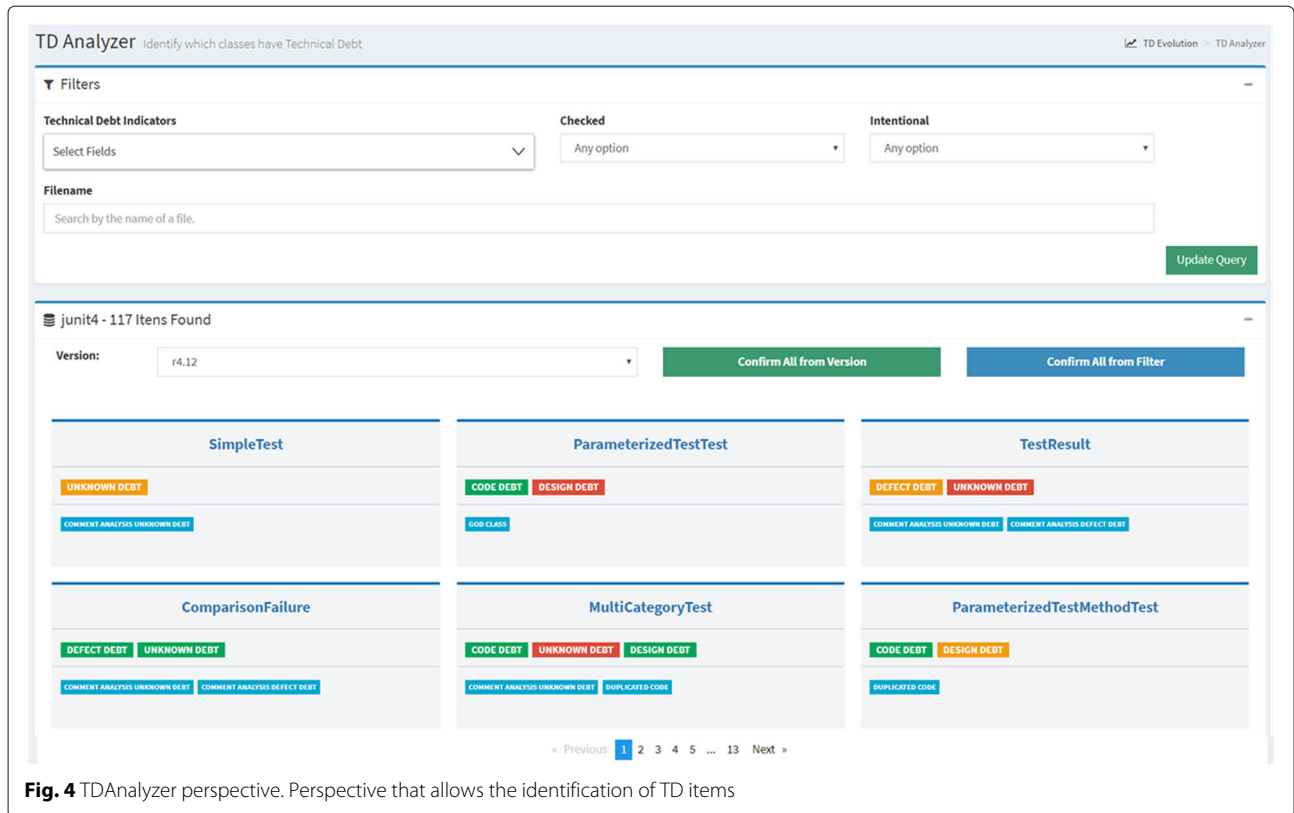 TD Analyzer Identify which classes have Technical Debt
TD Evolution > TD Analyzer
Filters
Technical Debt Indicators
Checked
Intentional
Select Fields
Any option
Any option
Filename
Search by the name of a file.
Update Query
junit4 - 117 Itens Found
Version:
r4.12
Confirm All from Version
Confirm All from Filter
SimpleTest
UNKNOWN DEBT
COMMENT ANALYSIS UNKNOWN DEBT
ParameterizedTestTest
CODE DEBT DESIGN DEBT
GOD CLASS
TestResult
DEFECT DEBT UNKNOWN DEBT
COMMENT ANALYSIS UNKNOWN DEBT COMMENT ANALYSIS DEFECT DEBT
ComparisonFailure
DEFECT DEBT UNKNOWN DEBT
COMMENT ANALYSIS UNKNOWN DEBT COMMENT ANALYSIS DEFECT DEBT
MultiCategoryTest
CODE DEBT UNKNOWN DEBT DESIGN DEBT
COMMENT ANALYSIS UNKNOWN DEBT DUPLICATED CODE
ParameterizedTestMethodTest
CODE DEBT DESIGN DEBT
DUPLICATED CODE
« Previous 1 2 3 4 5 ... 13 Next »
Fig. 4 TDAnalyzer perspective. Perspective that allows the identification of TD items